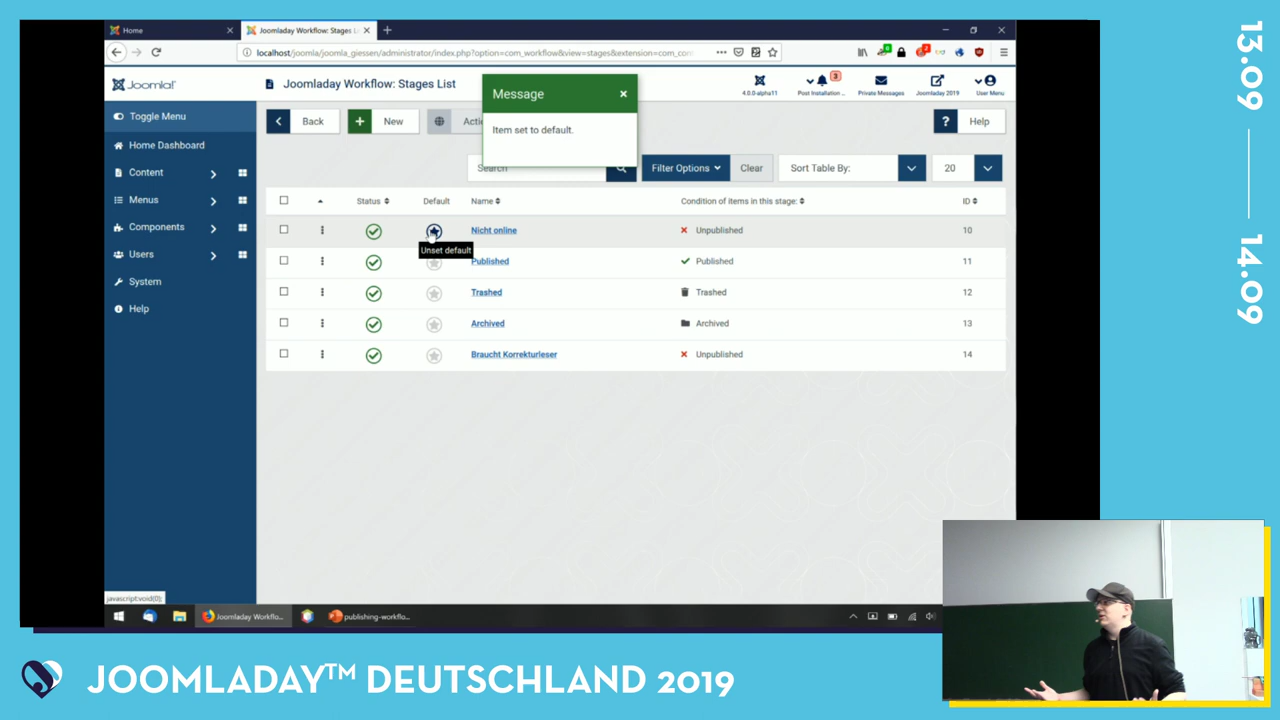 Home
Joomladay Workflow: Stages Li
localhost/joomla/joomla_giessen/administrator/index.php?option=com_workflow&view=stages&extension=com_con
Joomla!
Joomladay Workflow: Stages List
4.0.0-alpha11
3
Post Installation ...
Private Messages
Joomladay 2019
User Menu
Message
Item set to default.
Toggle Menu
Back
New
Help
Home Dashboard
Content
Menus
Components
Users
System
Help
Search
Filter Options
Clear
Sort Table By:
20
Status
Default
Name
Condition of items in this stage:
ID
Nicht online
Unpublished
10
Unset default
Published
Published
11
Trashed
Trashed
12
Archived
Archived
13
Braucht Korrekturleser
Unpublished
14
javascript:void(0);
Joomladay Workflo...
publishing-workflo...
13.09
14.09
JOOMLADAY™ DEUTSCHLAND 2019